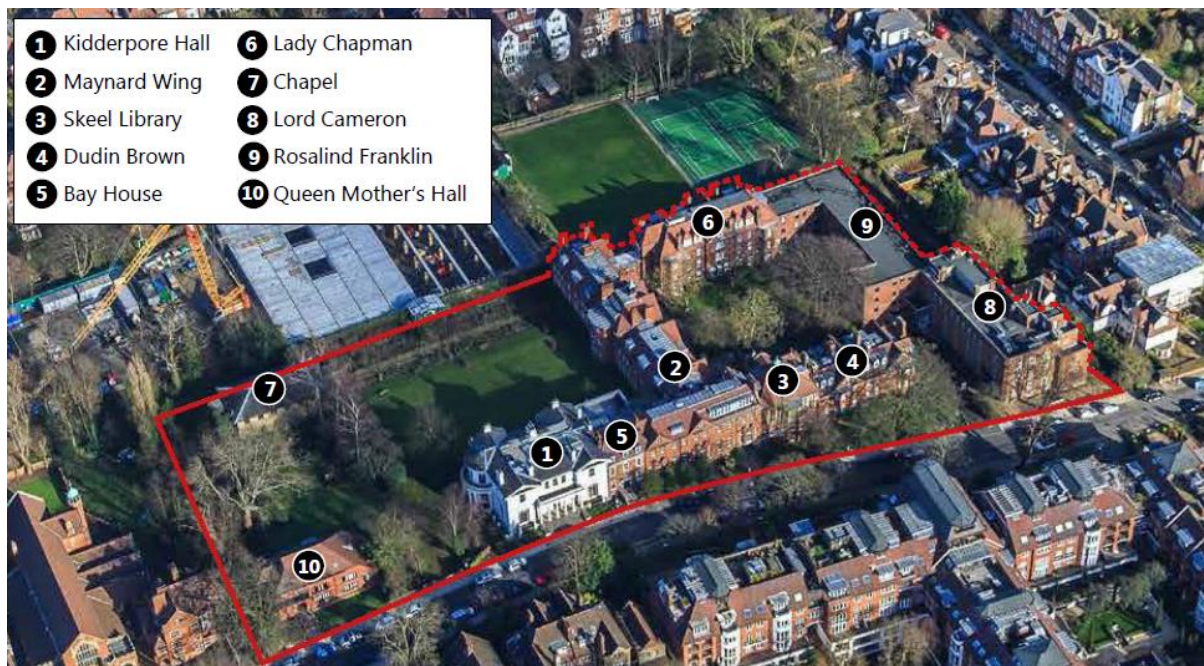 1 Kidderpore Hall
2 Maynard Wing
3 Skeel Library
4 Dudin Brown
5 Bay House
6 Lady Chapman
7 Chapel
8 Lord Cameron
9 Rosalind Franklin
10 Queen Mother's Hall
6
9
8
7
2
3
4
1
5
10